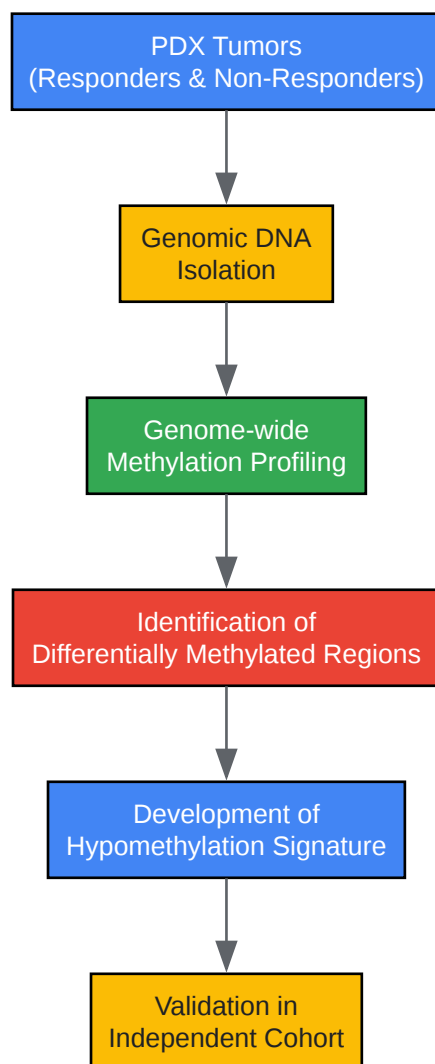 PDX Tumors
(Responders & Non-Responders)
Genomic DNA
Isolation
Genome-wide
Methylation Profiling
Identification of
Differentially Methylated Regions
Development of
Hypomethylation Signature
Validation in
Independent Cohort